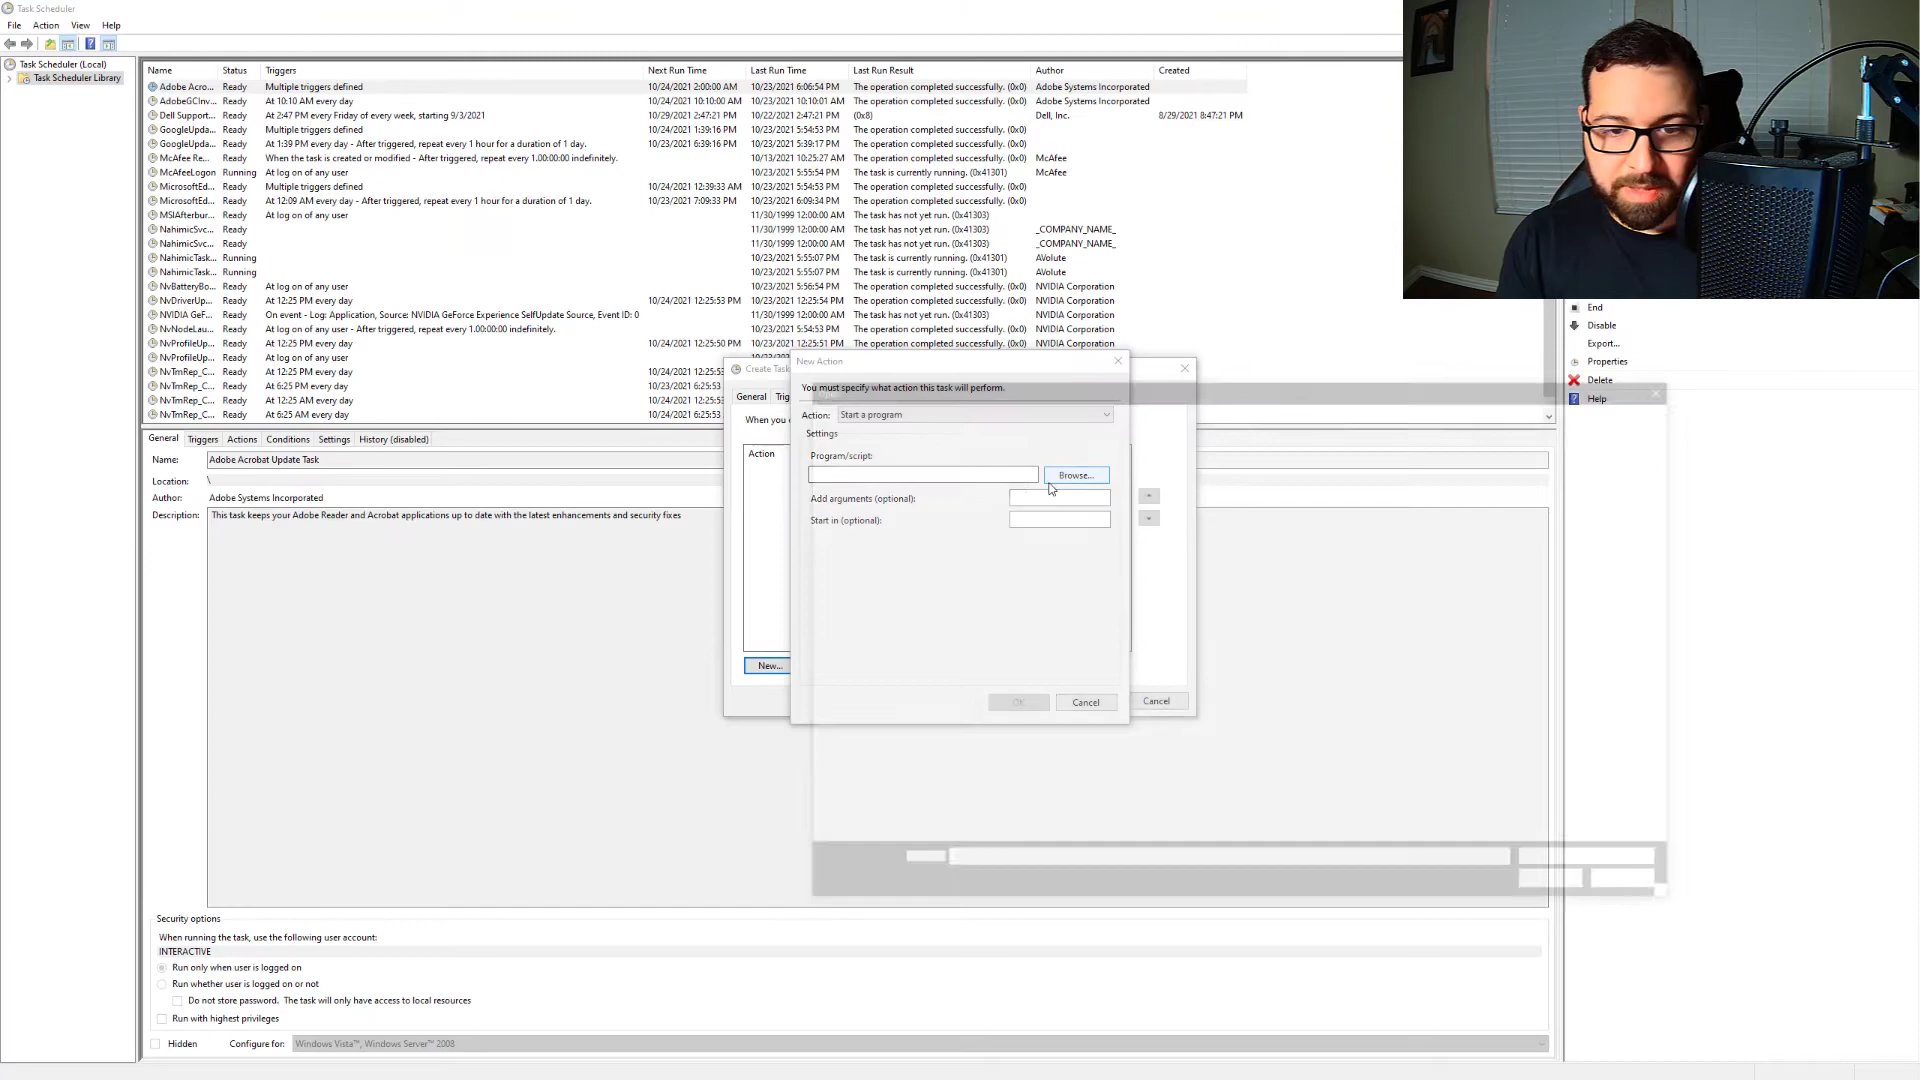 Task Scheduler
File Action View Help
Task Scheduler (Local)
Task Scheduler Library
Name Status Triggers Next Run Time Last Run Time Last Run Result Author Created
Adobe Acro... Ready Multiple triggers defined 10/24/2021 2:00:00 AM 10/23/2021 6:06:54 PM The operation completed successfully. (0x0) Adobe Systems Incorporated
AdobeGCInv... Ready At 10:10 AM every day 10/24/2021 10:10:00 AM 10/23/2021 10:10:01 AM The operation completed successfully. (0x0) Adobe Systems Incorporated
Dell Support... Ready At 2:47 PM every Friday of every week, starting 9/3/2021 10/29/2021 2:47:21 PM 10/22/2021 2:47:21 PM (0x8) Dell, Inc. 8/29/2021 8:47:21 PM
GoogleUpda... Ready Multiple triggers defined 10/24/2021 1:39:16 PM 10/23/2021 5:54:53 PM The operation completed successfully. (0x0)
GoogleUpda... Ready At 1:39 PM every day - After triggered, repeat every 1 hour for a duration of 1 day. 10/23/2021 6:39:16 PM 10/23/2021 5:39:17 PM The operation completed successfully. (0x0)
McAfee Re... Ready When the task is created or modified - After triggered, repeat every 1.00:00:00 indefinitely. 10/13/2021 10:25:27 AM The operation completed successfully. (0x0) McAfee
McAfeeLogon Running At log on of any user 10/23/2021 5:55:54 PM The task is currently running. (0x41301) McAfee
MicrosoftEd... Ready Multiple triggers defined 10/24/2021 12:39:33 AM 10/23/2021 5:54:53 PM The operation completed successfully. (0x0)
MicrosoftEd... Ready At 12:09 AM every day - After triggered, repeat every 1 hour for a duration of 1 day. 10/23/2021 7:09:33 PM 10/23/2021 6:09:34 PM The operation completed successfully. (0x0)
MSIAfterbur... Ready At log on of any user 11/30/1999 12:00:00 AM The task has not yet run. (0x41303)
NahimicSvc... Ready 11/30/1999 12:00:00 AM The task has not yet run. (0x41303) _COMPANY_NAME_
NahimicSvc... Ready 11/30/1999 12:00:00 AM The task has not yet run. (0x41303) _COMPANY_NAME_
NahimicTask... Running 10/23/2021 5:55:07 PM The task is currently running. (0x41301) AVolute
NahimicTask... Running 10/23/2021 5:55:07 PM The task is currently running. (0x41301) AVolute
NvBatteryBo... Ready At log on of any user 10/23/2021 5:56:54 PM The operation completed successfully. (0x0) NVIDIA Corporation
NvDriverUp... Ready At 12:25 PM every day 10/24/2021 12:25:53 PM 10/23/2021 12:25:54 PM The operation completed successfully. (0x0) NVIDIA Corporation
NVIDIA GeF... Ready On event - Log: Application, Source: NVIDIA GeForce Experience SelfUpdate Source, Event ID: 0 11/30/1999 12:00:00 AM The task has not yet run. (0x41303) NVIDIA Corporation
NvNodeLau... Ready At log on of any user - After triggered, repeat every 1.00:00:00 indefinitely. 10/23/2021 5:54:53 PM The operation completed successfully. (0x0) NVIDIA Corporation
NvProfileUp... Ready At 12:25 PM every day 10/24/2021 12:25:50 PM 10/23/2021 12:25:51 PM The operation completed successfully. (0x0) NVIDIA Corporation
NvProfileUp... Ready At log on of any user
NvTmRep_C... Ready At 12:25 PM every day 10/24/2021 12:25:53
NvTmRep_C... Ready At 6:25 PM every day 10/23/2021 6:25:53
NvTmRep_C... Ready At 12:25 AM every day 10/24/2021 12:25:53
NvTmRep_C... Ready At 6:25 AM every day 10/24/2021 6:25:53
End
Disable
Export...
Properties
Delete
Help
Create Task
General Trig
When you
Action
New...
Cancel
New Action
You must specify what action this task will perform.
Action: Start a program
Settings
Program/script:
Browse...
Add arguments (optional):
Start in (optional):
OK Cancel
General Triggers Actions Conditions Settings History (disabled)
Name: Adobe Acrobat Update Task
Location: \
Author: Adobe Systems Incorporated
Description: This task keeps your Adobe Reader and Acrobat applications up to date with the latest enhancements and security fixes
Security options
When running the task, use the following user account:
INTERACTIVE
Run only when user is logged on
Run whether user is logged on or not
Do not store password. The task will only have access to local resources
Run with highest privileges
Hidden Configure for: Windows Vista™, Windows Server™ 2008